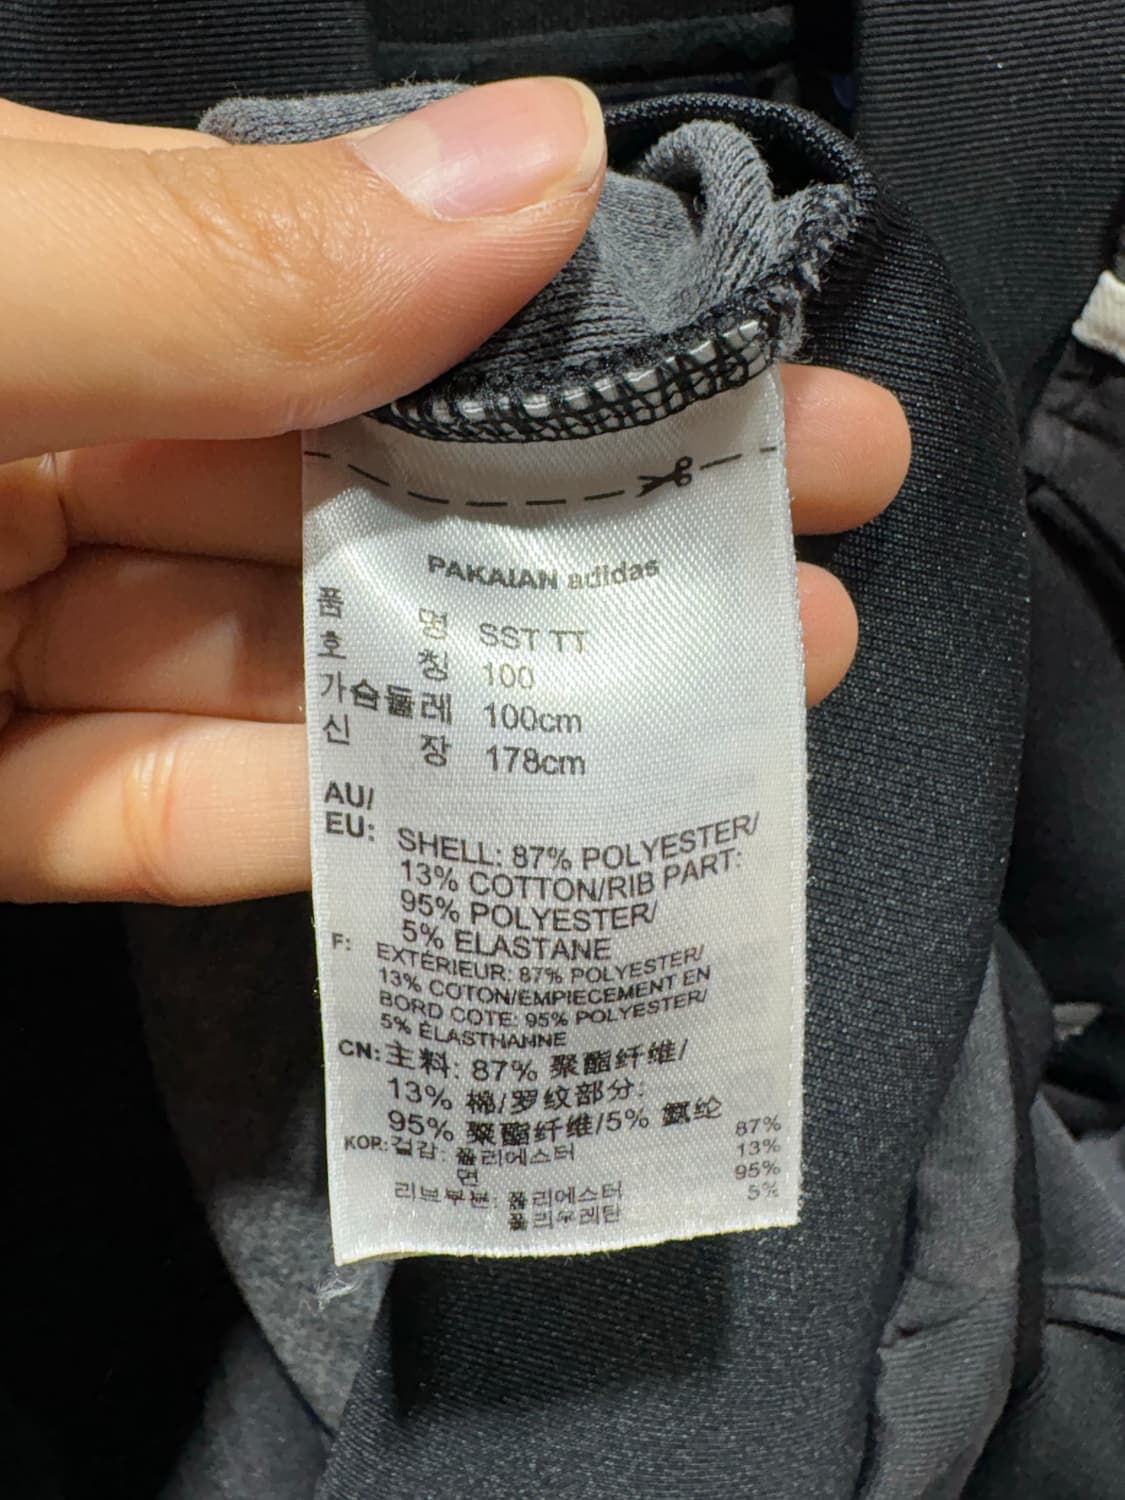 PAKAIAN adidas
품 명 SST TT
호 칭 100
가슴둘레 100cm
신 장 178cm
AU/
EU: SHELL: 87% POLYESTER/
13% COTTON/RIB PART:
95% POLYESTER/
5% ELASTANE
F: EXTÉRIEUR: 87% POLYESTER/
13% COTON/EMPIECEMENT EN
BORD COTE: 95% POLYESTER/
5% ÉLASTHANNE
CN: 主料: 87% 聚酯纤维/
13% 棉/罗纹部分:
95% 聚酯纤维/5% 氨纶
KOR: 겉감: 폴리에스터 87%
면 13%
리브부분: 폴리에스터 95%
폴리우레탄 5%